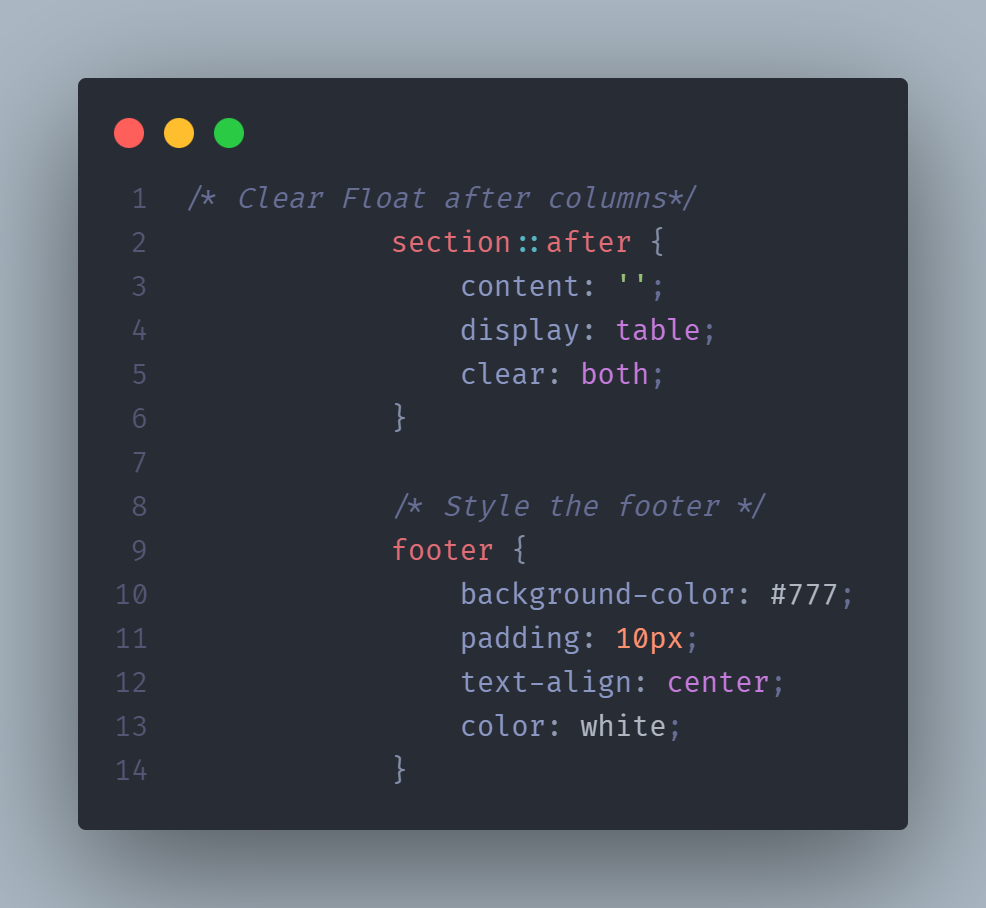 1 /* Clear Float after columns*/
2             section::after {
3                 content: '';
4                 display: table;
5                 clear: both;
6             }
7
8             /* Style the footer */
9             footer {
10                 background-color: #777;
11                 padding: 10px;
12                 text-align: center;
13                 color: white;
14             }